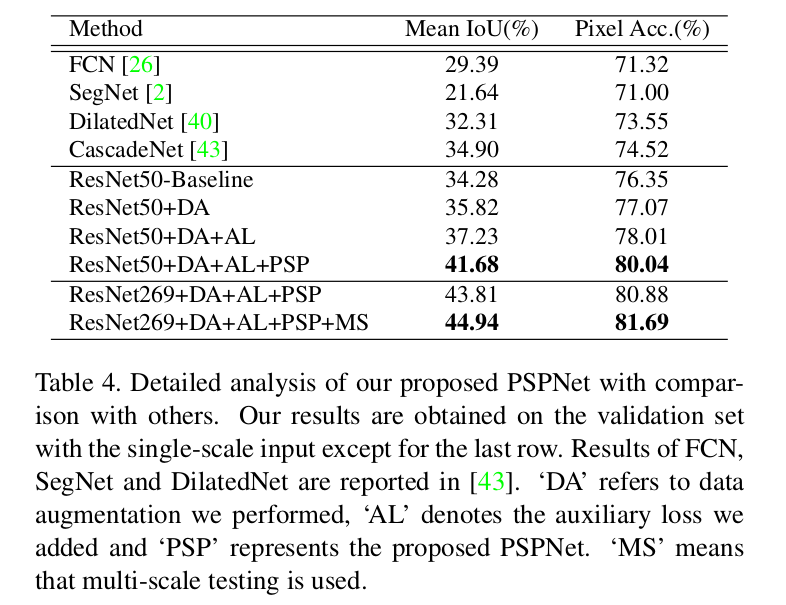 Method Mean IoU(%) Pixel Acc.(%)
FCN [26] 29.39 71.32
SegNet [2] 21.64 71.00
DilatedNet [40] 32.31 73.55
CascadeNet [43] 34.90 74.52
ResNet50-Baseline 34.28 76.35
ResNet50+DA 35.82 77.07
ResNet50+DA+AL 37.23 78.01
ResNet50+DA+AL+PSP 41.68 80.04
ResNet269+DA+AL+PSP 43.81 80.88
ResNet269+DA+AL+PSP+MS 44.94 81.69
Table 4. Detailed analysis of our proposed PSPNet with compar-
ison with others. Our results are obtained on the validation set
with the single-scale input except for the last row. Results of FCN,
SegNet and DilatedNet are reported in [43]. ‘DA’ refers to data
augmentation we performed, ‘AL’ denotes the auxiliary loss we
added and ‘PSP’ represents the proposed PSPNet. ‘MS’ means
that multi-scale testing is used.